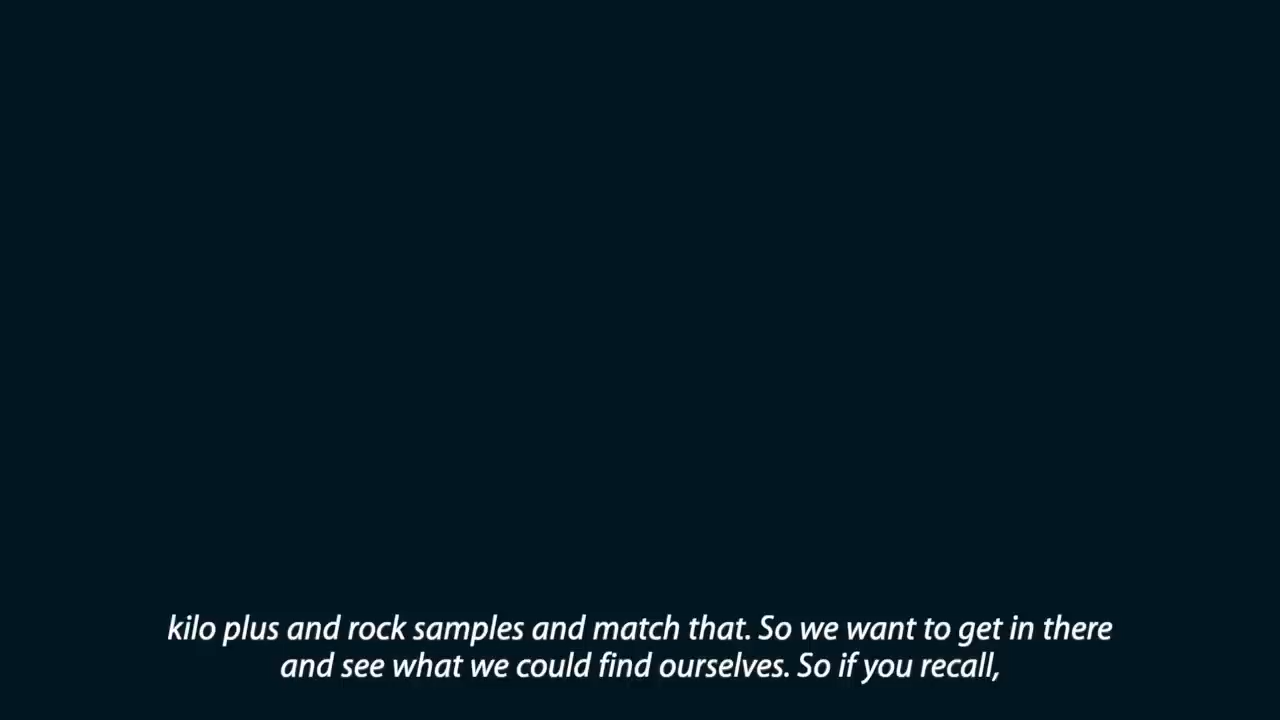 kilo plus and rock samples and match that. So we want to get in there
and see what we could find ourselves. So if you recall,